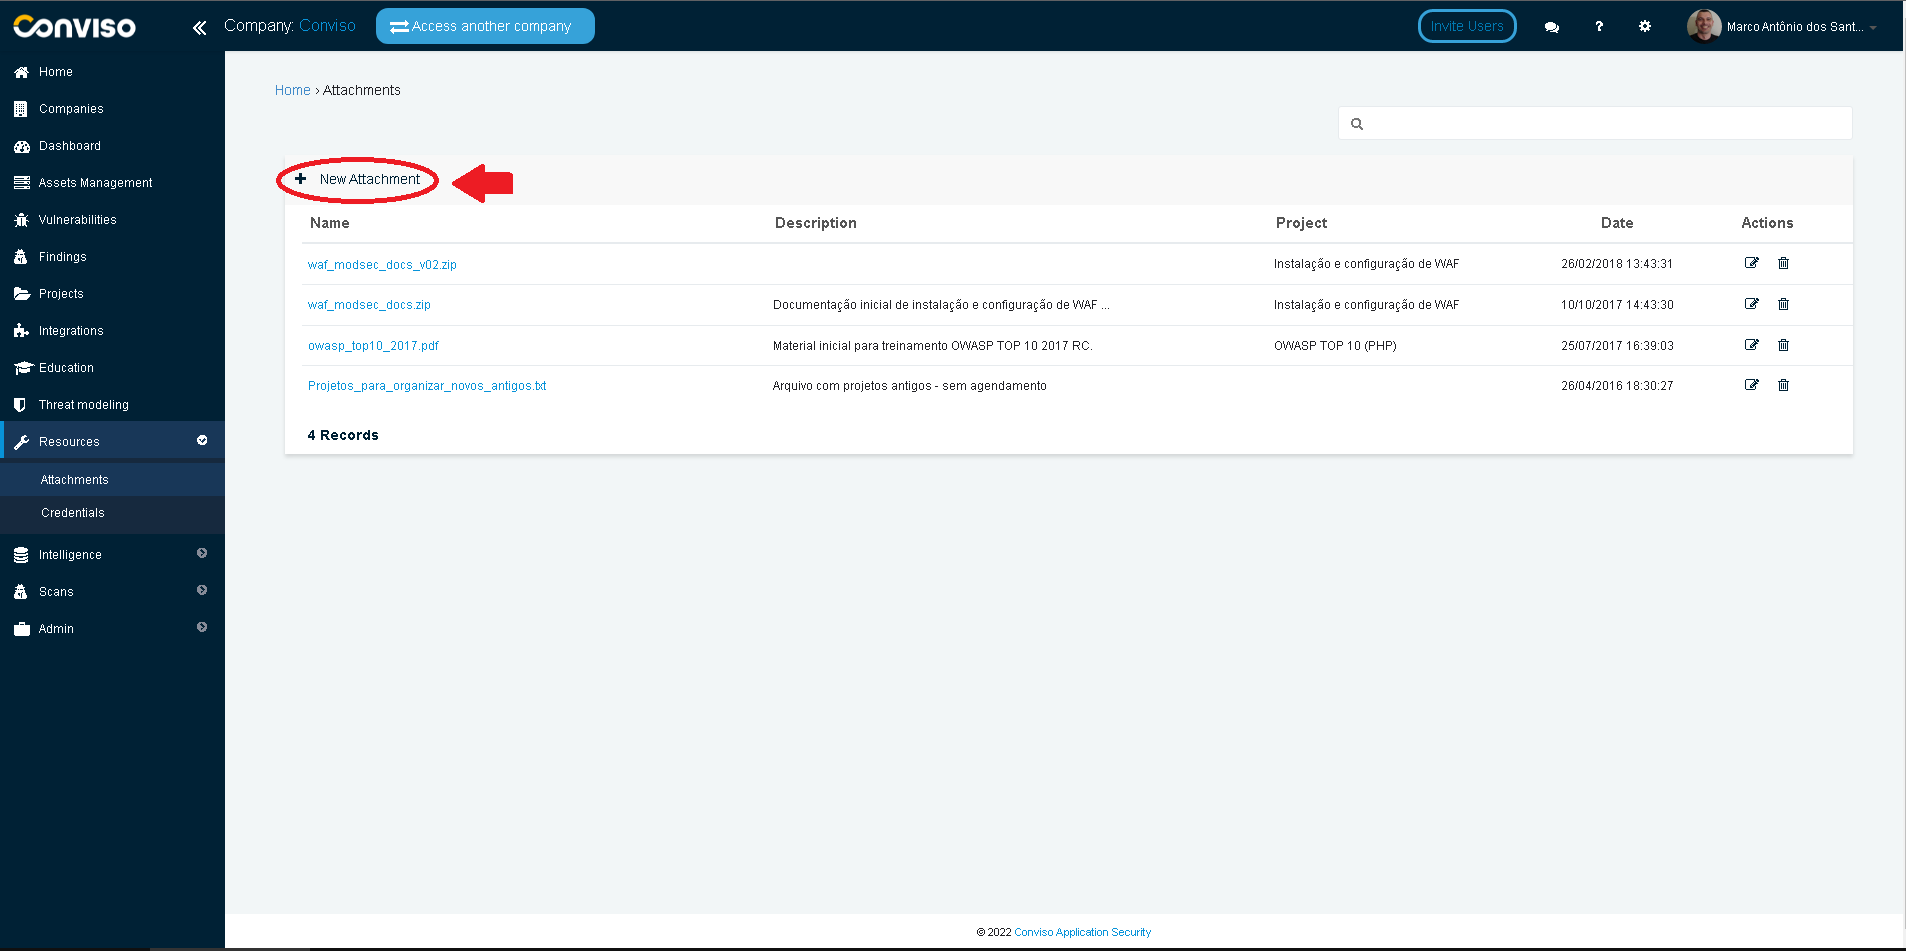 Conviso
Company: Conviso
Access another company
Invite Users
?
Marco Antônio dos Sant...
Home
Companies
Dashboard
Assets Management
Vulnerabilities
Findings
Projects
Integrations
Education
Threat modeling
Resources
Attachments
Credentials
Intelligence
Scans
Admin
Home › Attachments
+ New Attachment
Name Description Project Date Actions
waf_modsec_docs_v02.zip Instalação e configuração de WAF 26/02/2018 13:43:31
waf_modsec_docs.zip Documentação inicial de instalação e configuração de WAF ... Instalação e configuração de WAF 10/10/2017 14:43:30
owasp_top10_2017.pdf Material inicial para treinamento OWASP TOP 10 2017 RC. OWASP TOP 10 (PHP) 25/07/2017 16:39:03
Projetos_para_organizar_novos_antigos.txt Arquivo com projetos antigos - sem agendamento 26/04/2016 18:30:27
4 Records
© 2022 Conviso Application Security